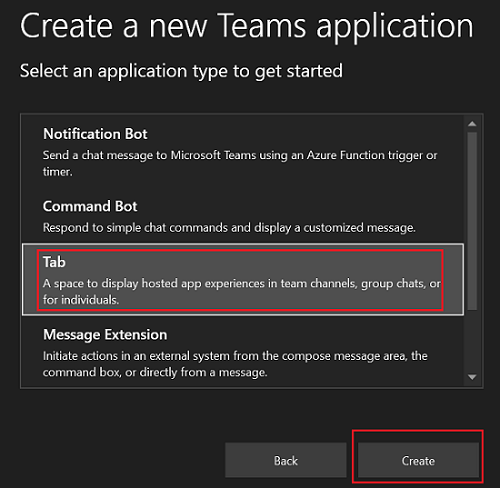 Create a new Teams application
Select an application type to get started
Notification Bot
Send a chat message to Microsoft Teams using an Azure Function trigger or
timer.
Command Bot
Respond to simple chat commands and display a customized message.
Tab
A space to display hosted app experiences in team channels, group chats, or
for individuals.
Message Extension
Initiate actions in an external system from the compose message area, the
command box, or directly from a message.
Back
Create